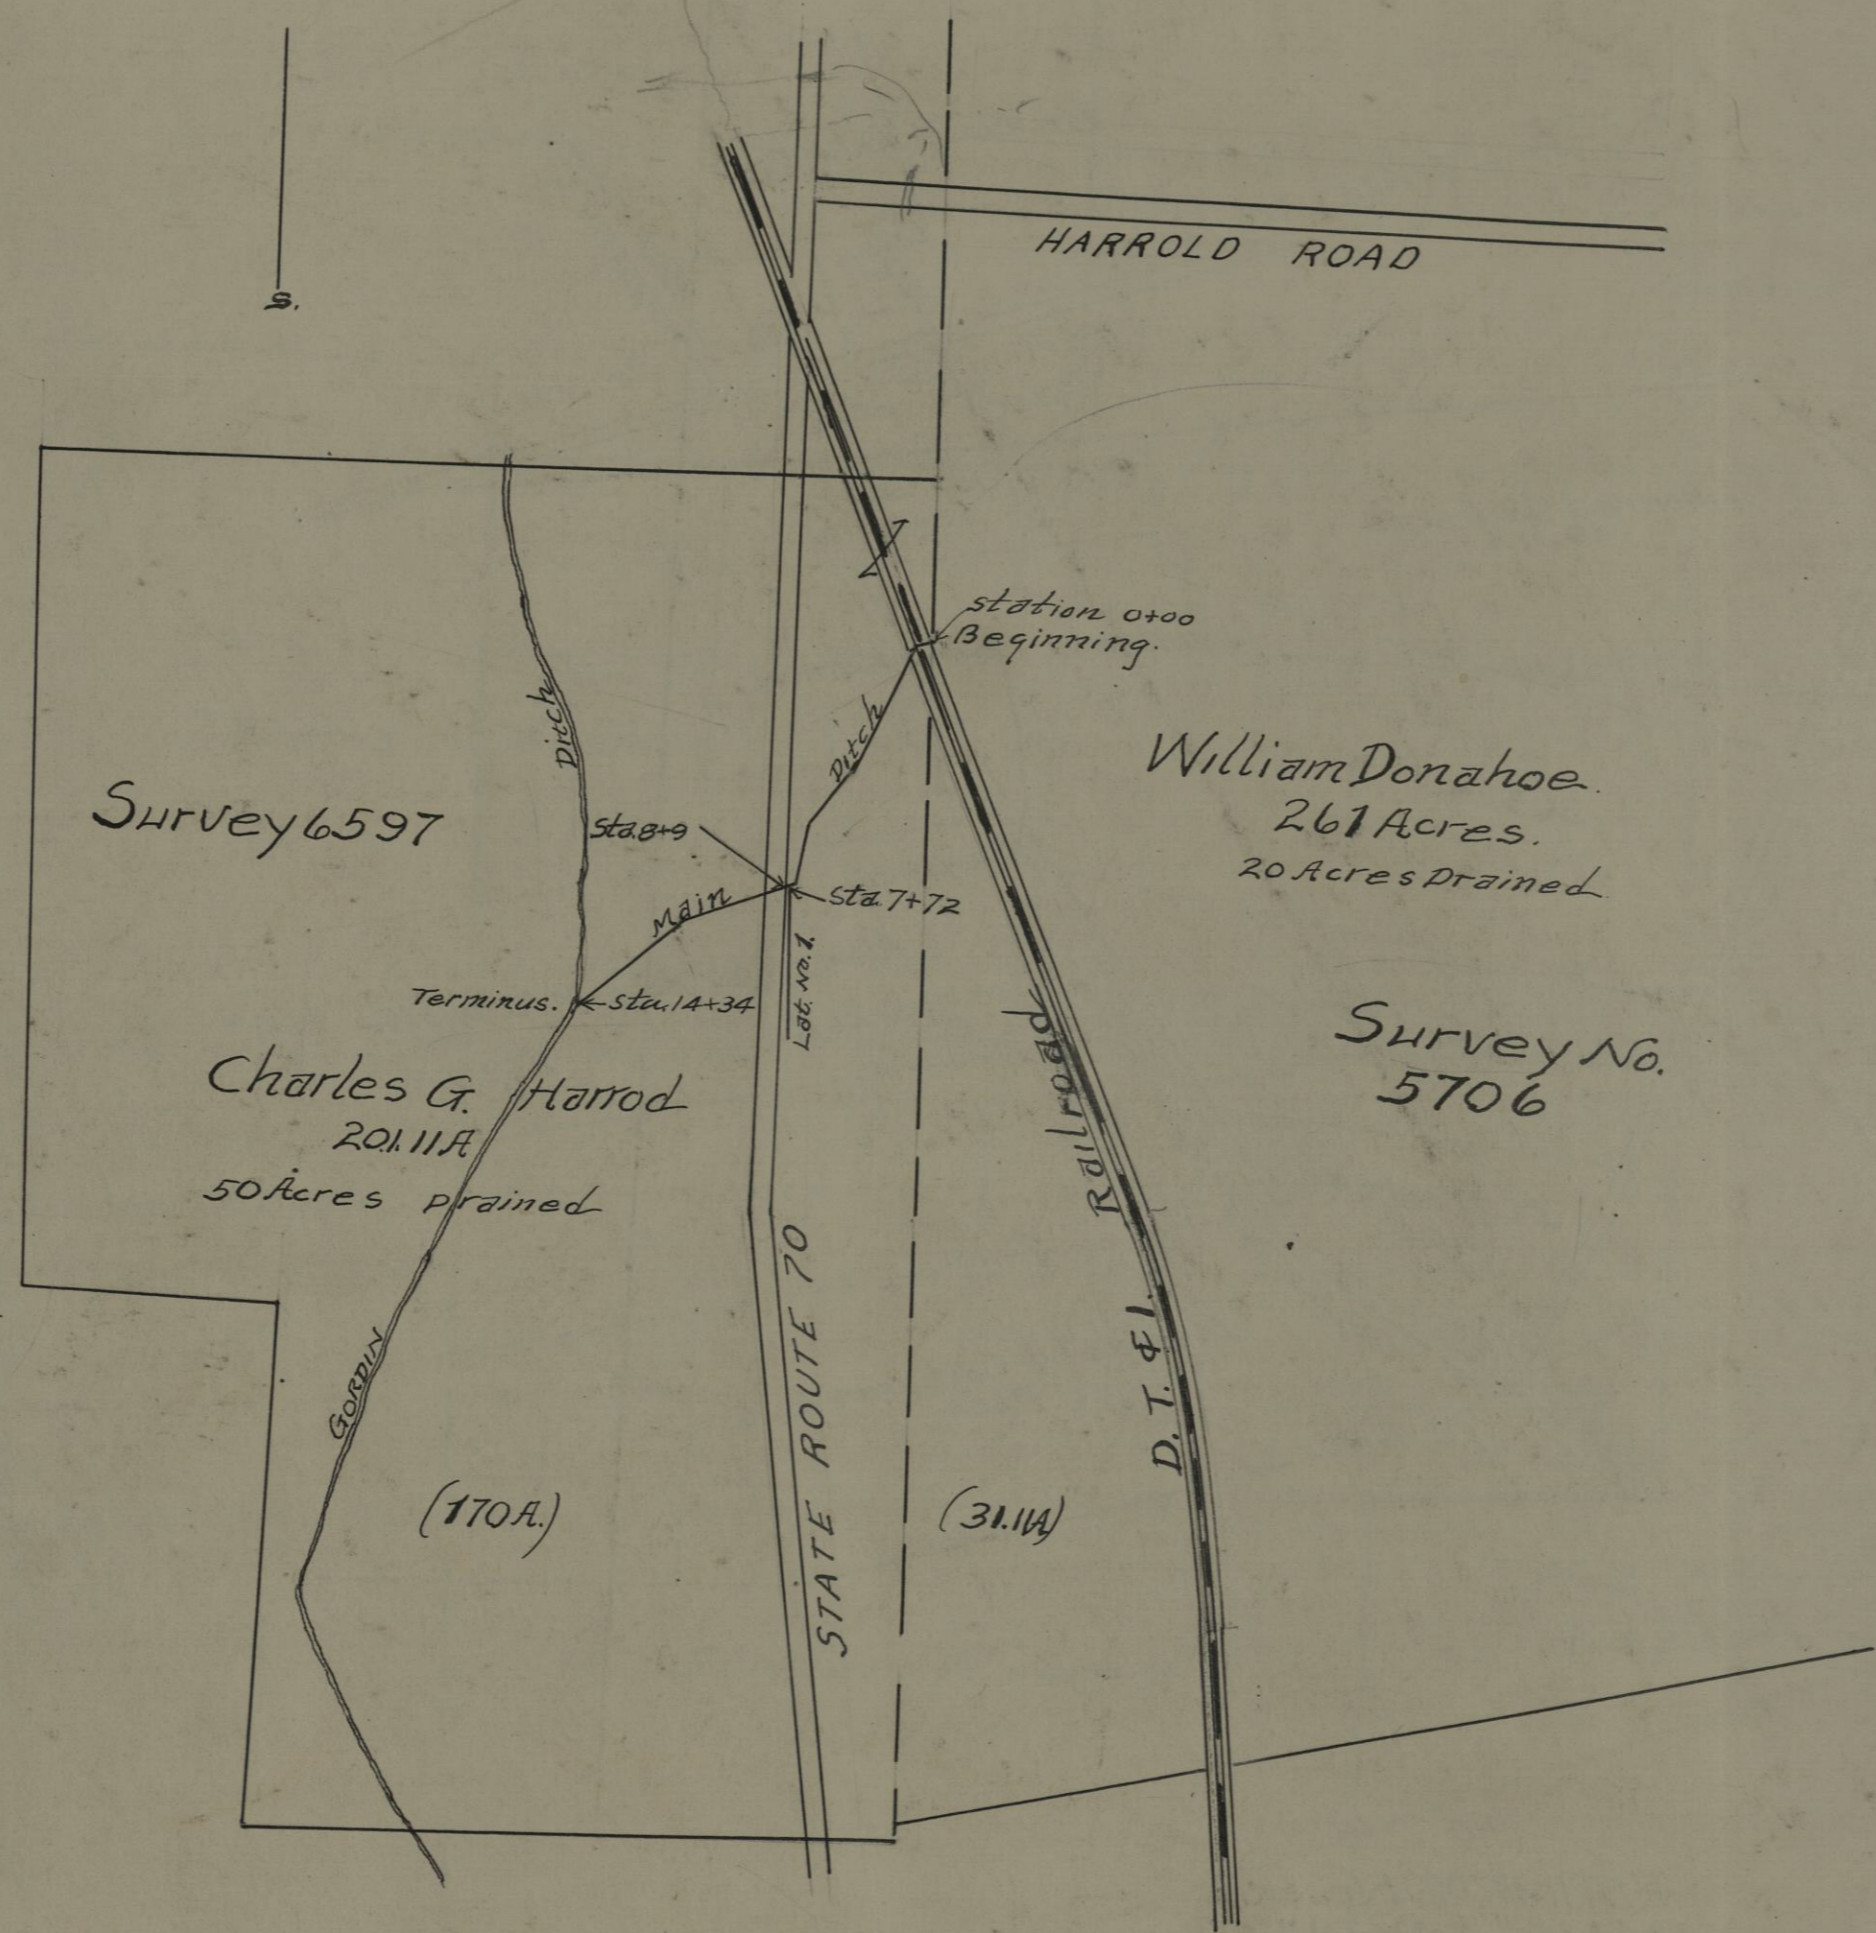 S.
HARROLD ROAD
station 0+00
Beginning.
Ditch
Ditch
William Donahoe.
261 Acres.
20 Acres Drained
Survey 6597
Sta. 8+9
Main
Sta. 7+72
Lat. No. 1.
Terminus.
Sta. 14+34
Survey No.
5706
Charles G. Harrod
201.11A
50 Acres Drained
D. T. & I. Railroad
STATE ROUTE 70
GORDIN
(170A.)
(31.11A)